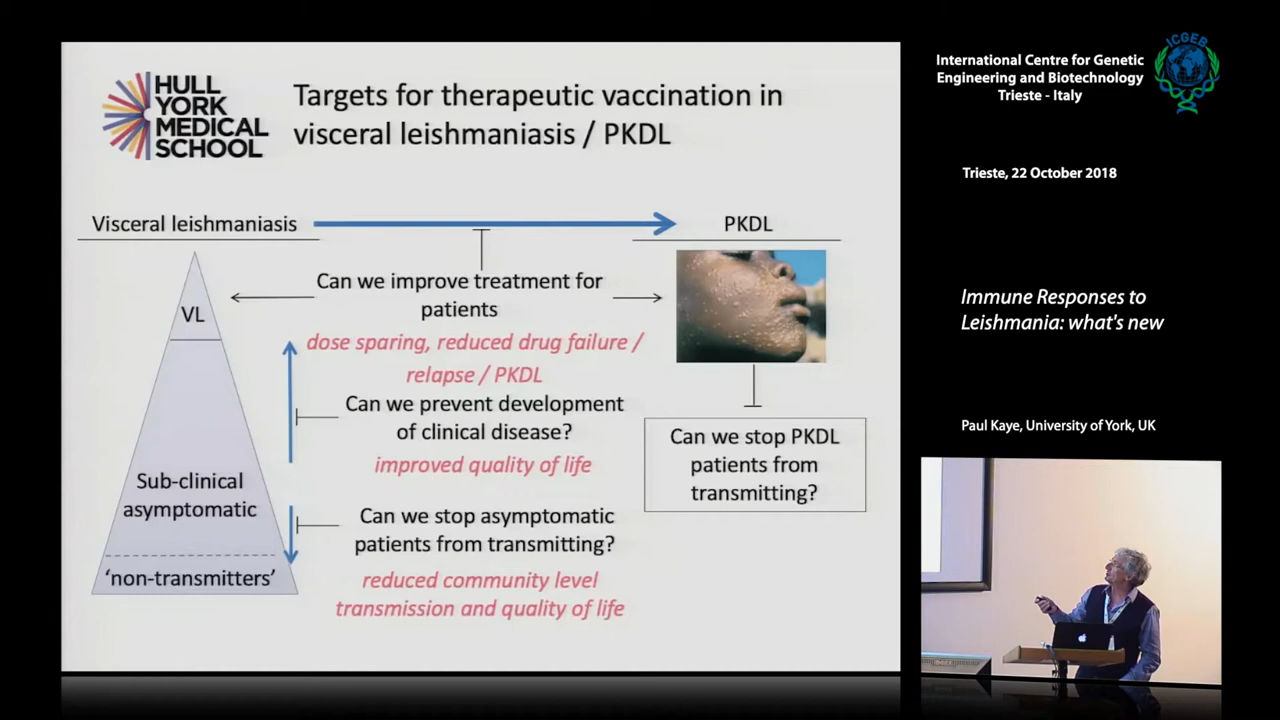 HULL
YORK
MEDICAL
SCHOOL
Targets for therapeutic vaccination in
visceral leishmaniasis / PKDL
Visceral leishmaniasis
PKDL
VL
Can we improve treatment for
patients
dose sparing, reduced drug failure /
relapse / PKDL
Can we prevent development
of clinical disease?
improved quality of life
Sub-clinical
asymptomatic
Can we stop asymptomatic
patients from transmitting?
'non-transmitters'
reduced community level
transmission and quality of life
Can we stop PKDL
patients from
transmitting?
International Centre for Genetic
Engineering and Biotechnology
Trieste - Italy
ICGEB
Trieste, 22 October 2018
Immune Responses to
Leishmania: what's new
Paul Kaye, University of York, UK